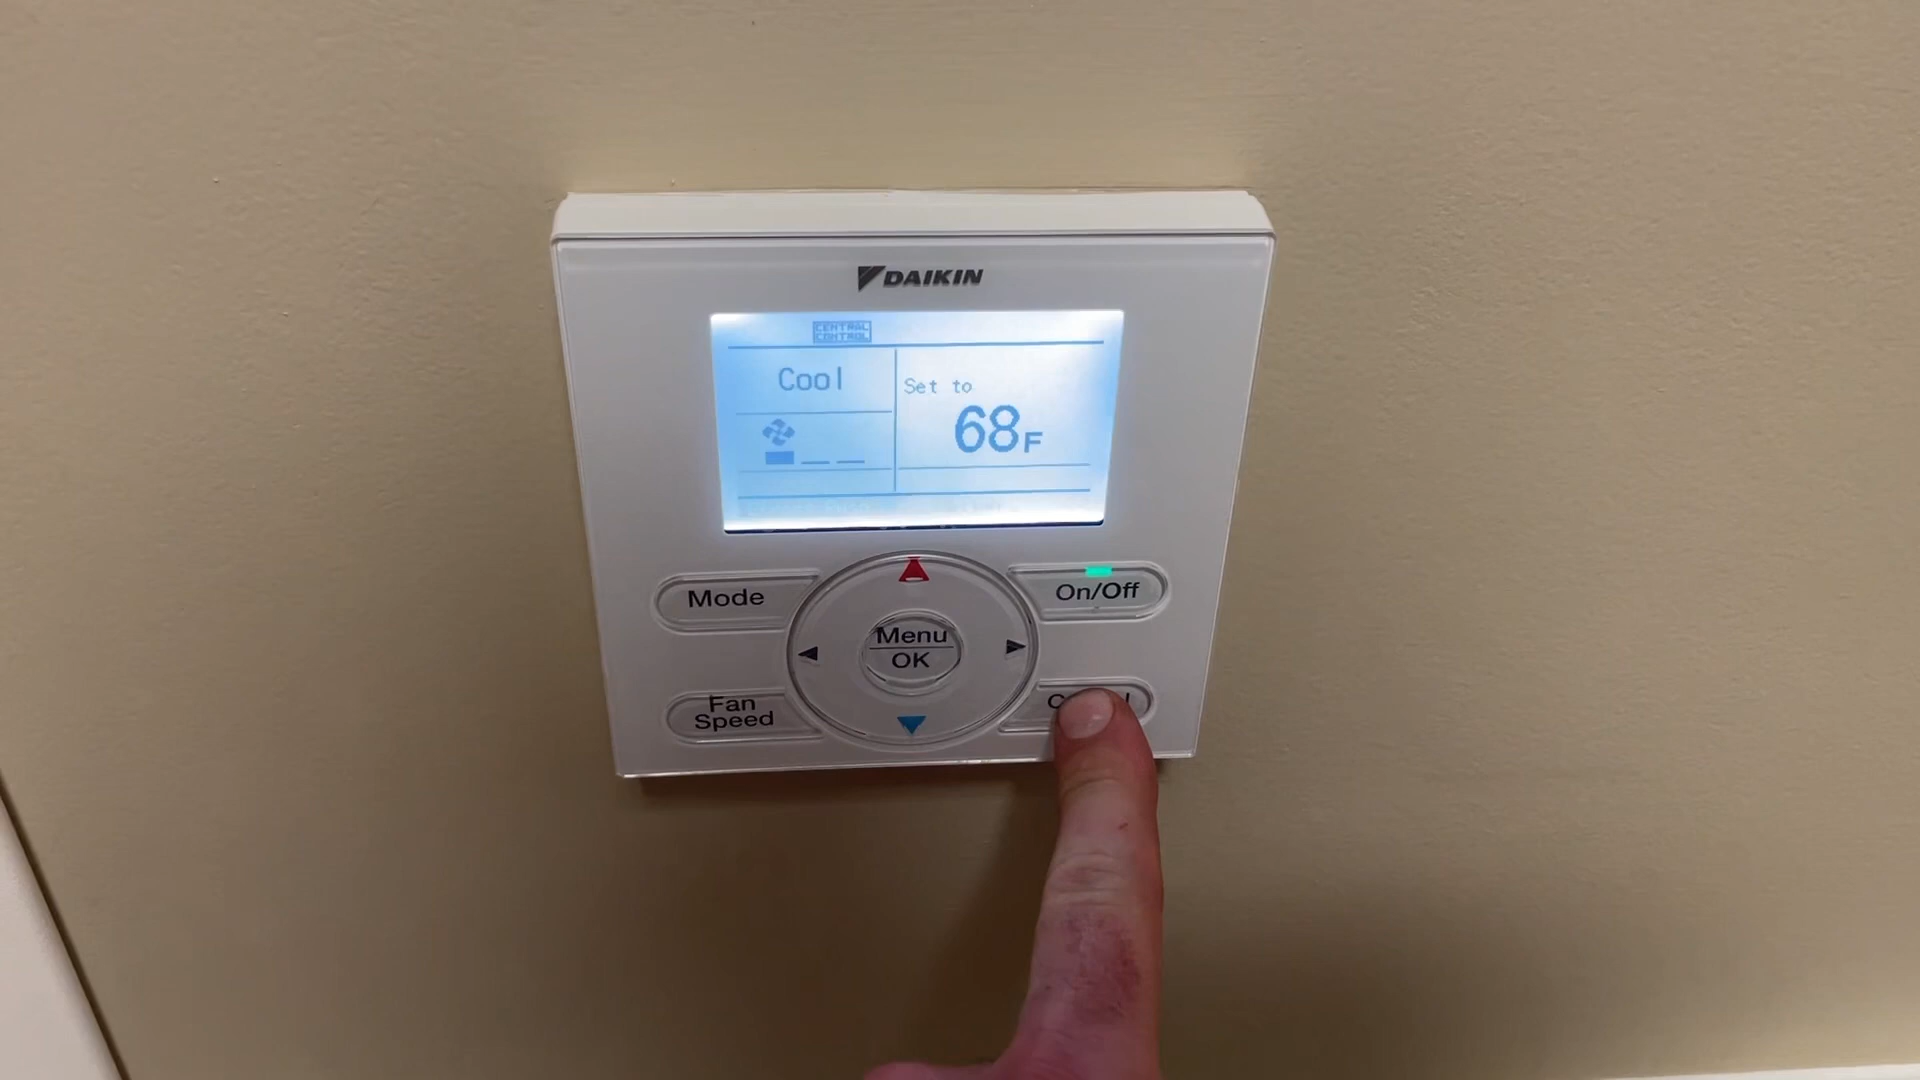 DAIKIN
CENTRAL
CONTROL
Cool
Set to
68F
Mode
On/Off
Menu
OK
Fan
Speed